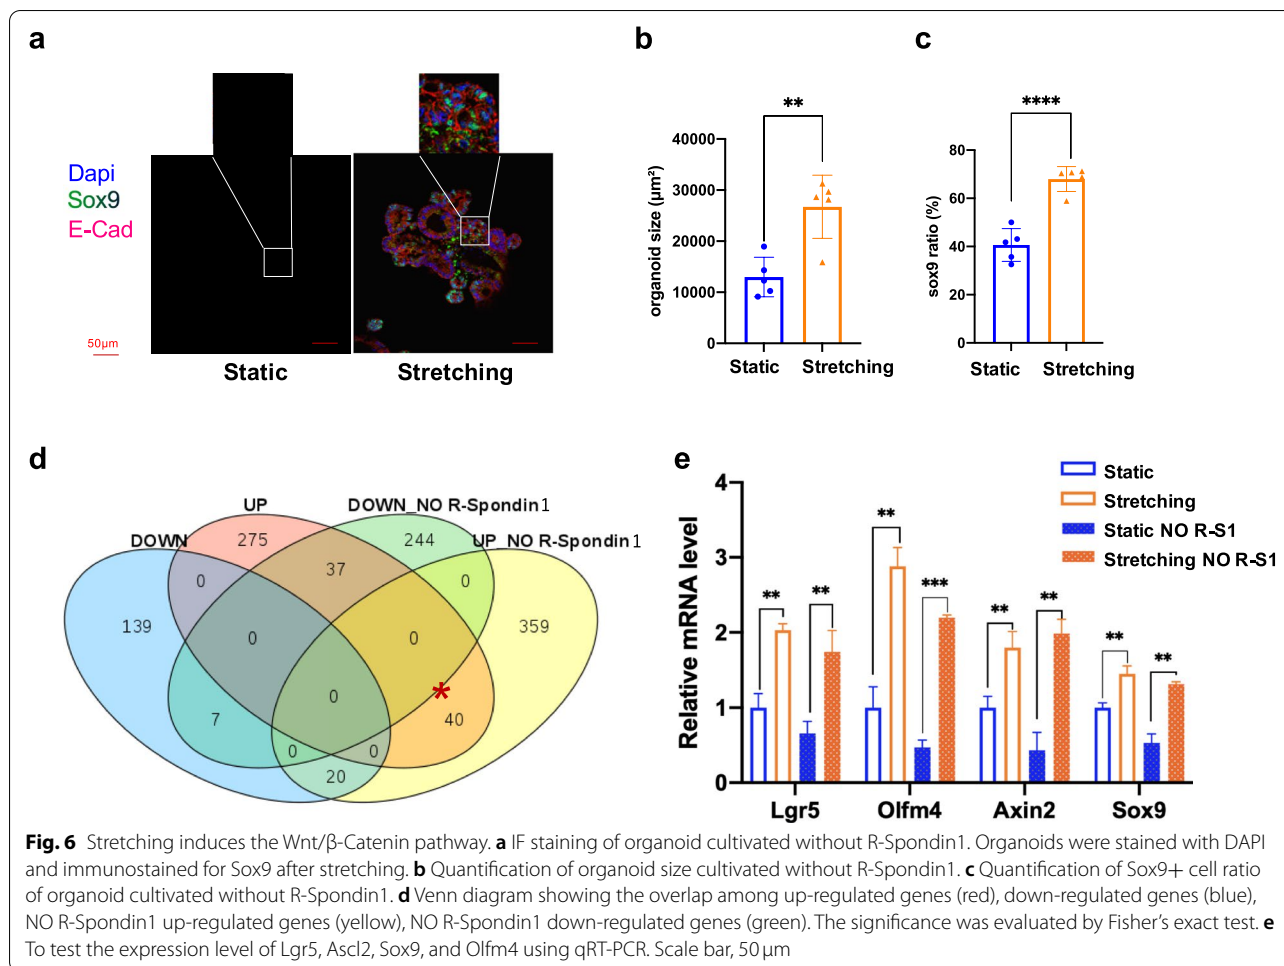 a
Dapi
Sox9
E-Cad
50μm
Static
Stretching
b
**
organoid size (μm²)
40000
30000
20000
10000
0
Static
Stretching
c
****
sox9 ratio (%)
80
60
40
20
0
Static
Stretching
d
DOWN
UP
DOWN_NO R-Spondin1
UP_NO R-Spondin1
275
244
0
37
0
139
0
0
359
0
*
7
40
0
0
20
e
Static
Stretching
Static NO R-S1
Stretching NO R-S1
Relative mRNA level
4
3
2
1
0
**
**
**
***
**
**
**
**
Lgr5
Olfm4
Axin2
Sox9
Fig. 6 Stretching induces the Wnt/β-Catenin pathway. a IF staining of organoid cultivated without R-Spondin1. Organoids were stained with DAPI
and immunostained for Sox9 after stretching. b Quantification of organoid size cultivated without R-Spondin1. c Quantification of Sox9+ cell ratio
of organoid cultivated without R-Spondin1. d Venn diagram showing the overlap among up-regulated genes (red), down-regulated genes (blue),
NO R-Spondin1 up-regulated genes (yellow), NO R-Spondin1 down-regulated genes (green). The significance was evaluated by Fisher's exact test. e
To test the expression level of Lgr5, Ascl2, Sox9, and Olfm4 using qRT-PCR. Scale bar, 50 μm